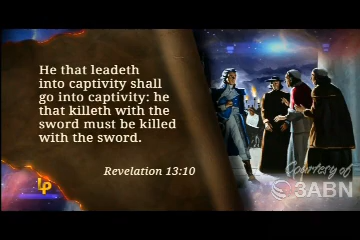 He that leadeth
into captivity shall
go into captivity: he
that killeth with the
sword must be killed
with the sword.
Revelation 13:10
LP
Courtesy of
3ABN